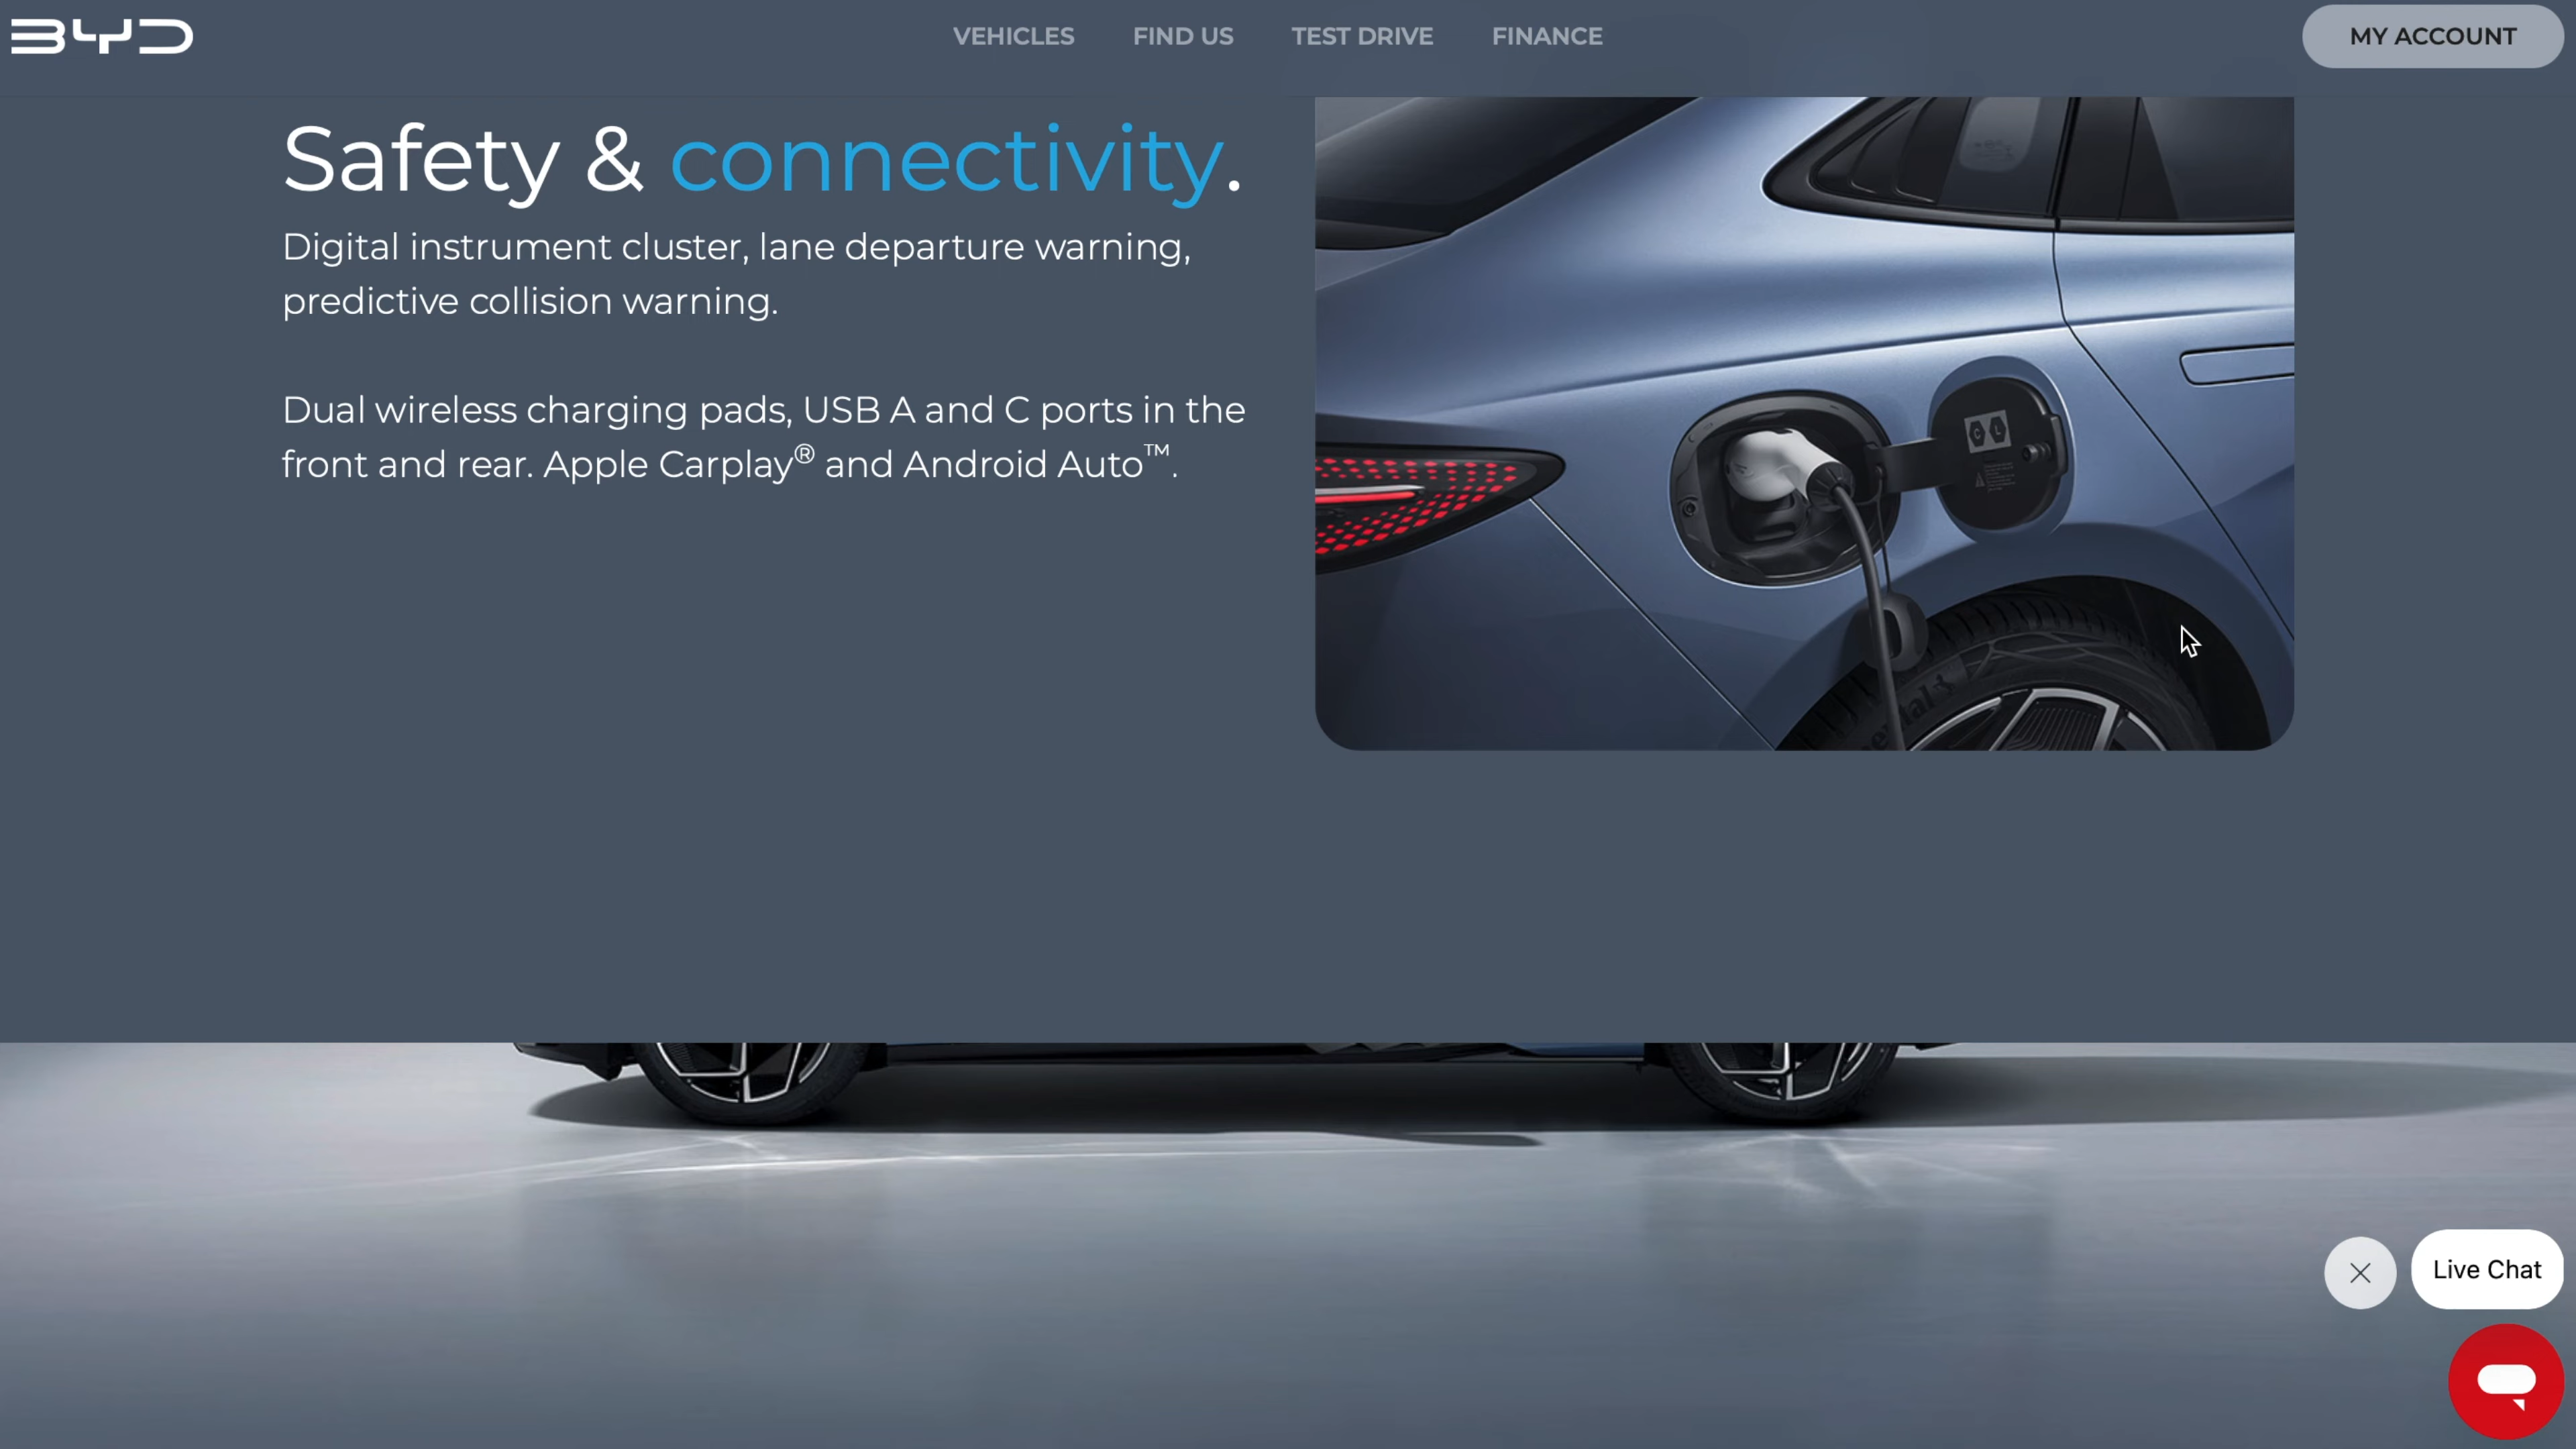 BYD
VEHICLES
FIND US
TEST DRIVE
FINANCE
MY ACCOUNT
Safety & connectivity.
Digital instrument cluster, lane departure warning,
predictive collision warning.
Dual wireless charging pads, USB A and C ports in the
front and rear. Apple Carplay® and Android Auto™.
C L
Live Chat